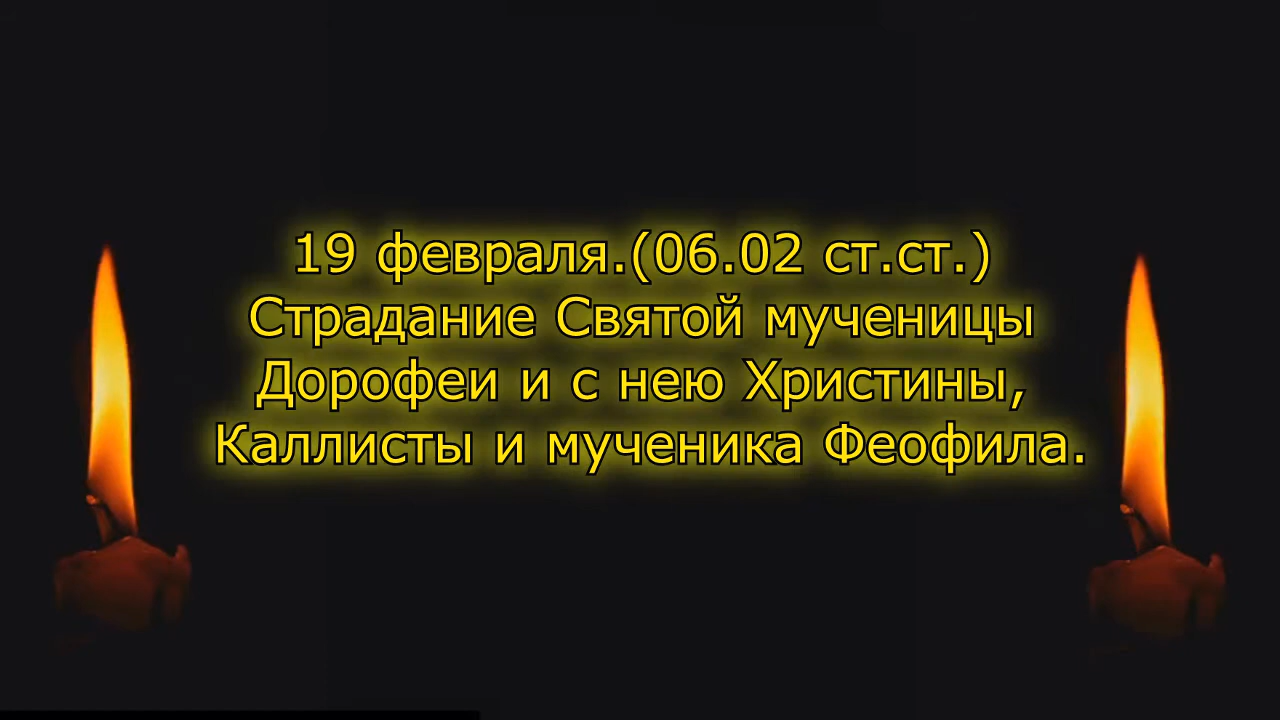 19 февраля.(06.02 ст.ст.)
Страдание Святой мученицы
Дорофеи и с нею Христины,
Каллисты и мученика Феофила.